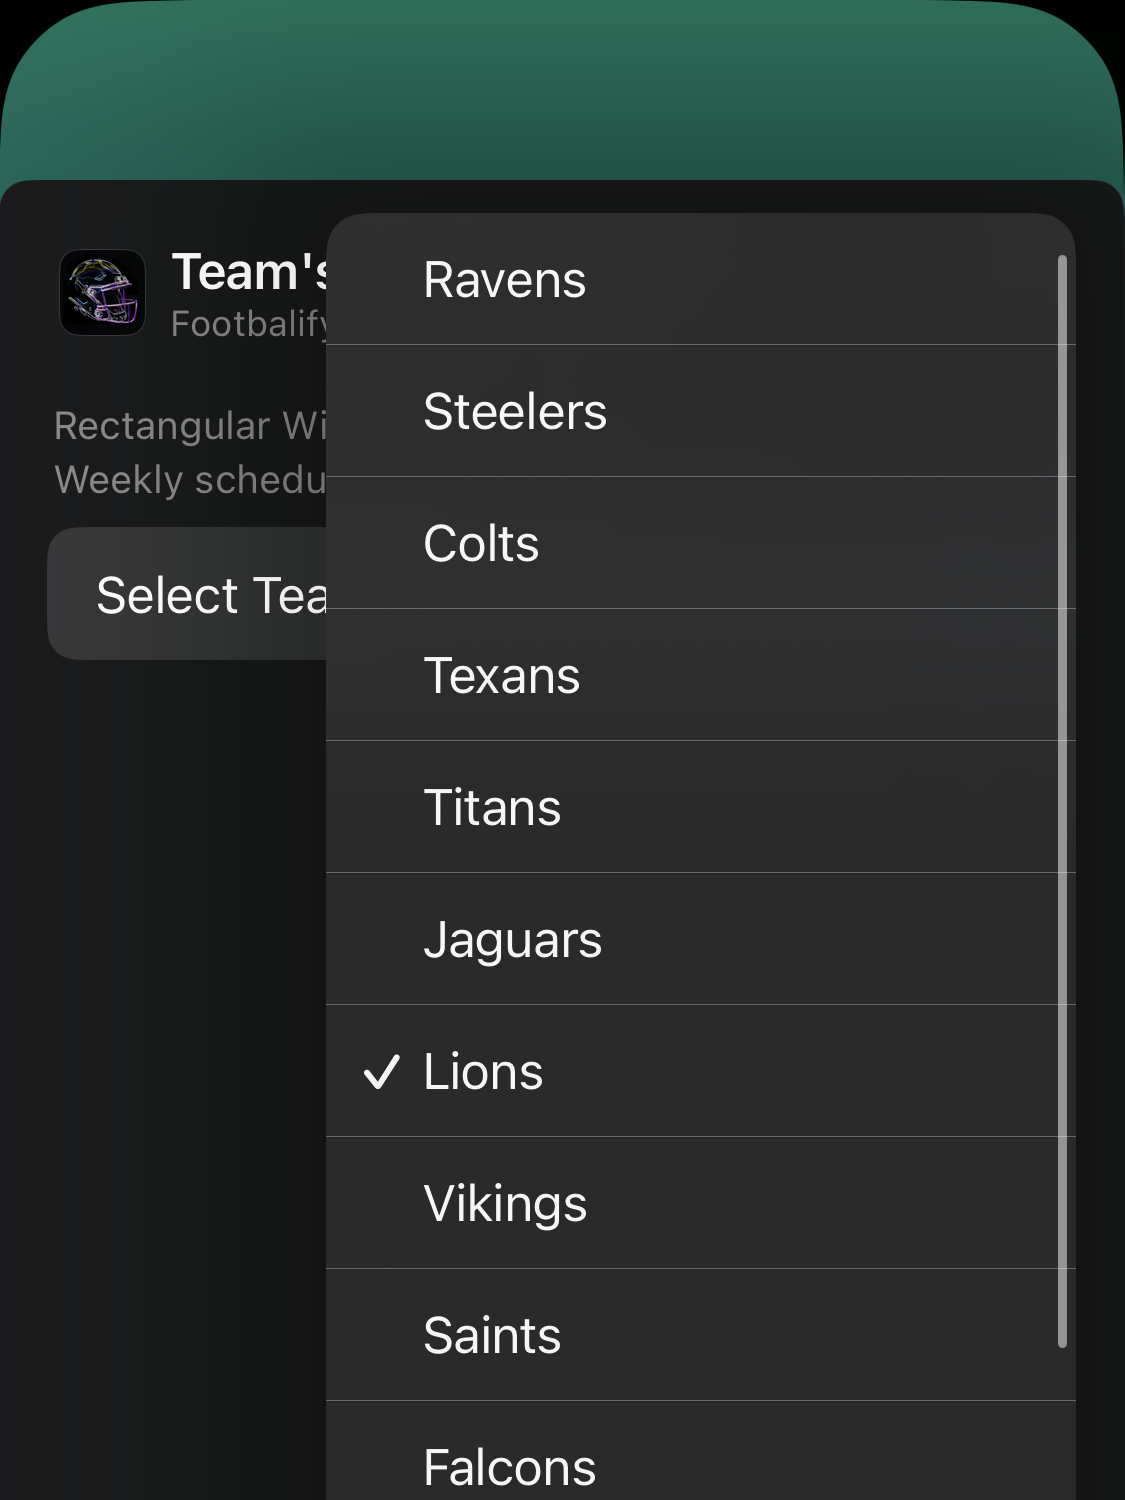 Team's
Footbalify
Rectangular Wi
Weekly schedu
Select Tea
Ravens
Steelers
Colts
Texans
Titans
Jaguars
Lions
Vikings
Saints
Falcons